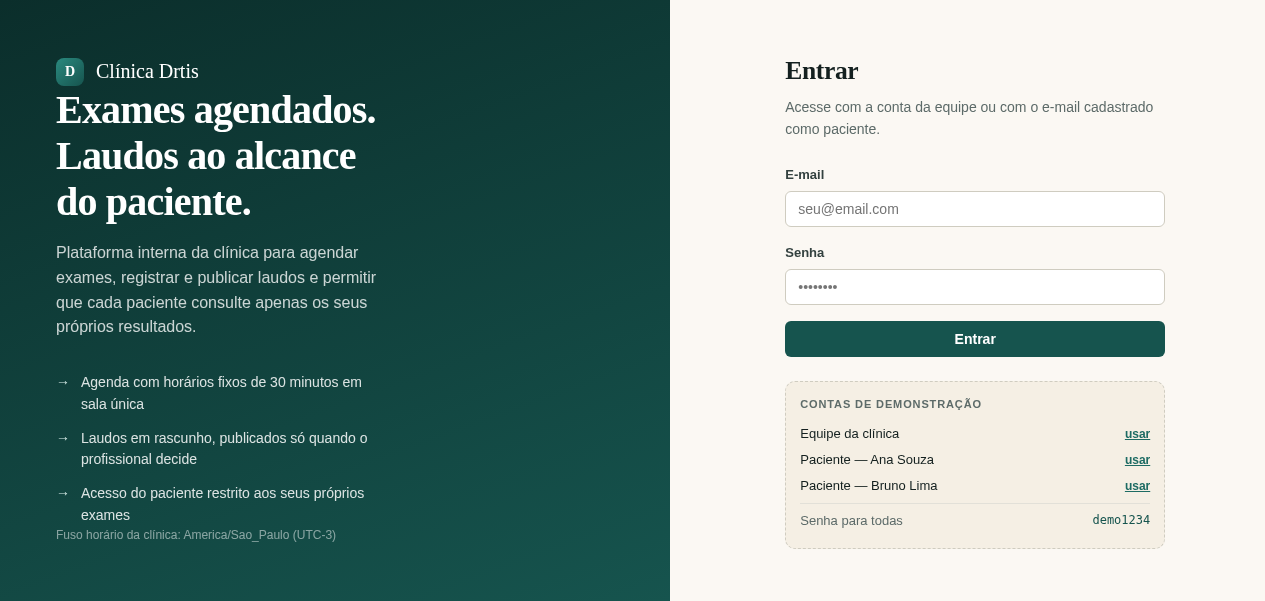 D Clínica Drtis
Exames agendados.
Laudos ao alcance
do paciente.
Plataforma interna da clínica para agendar
exames, registrar e publicar laudos e permitir
que cada paciente consulte apenas os seus
próprios resultados.
→ Agenda com horários fixos de 30 minutos em
sala única
→ Laudos em rascunho, publicados só quando o
profissional decide
→ Acesso do paciente restrito aos seus próprios
exames
Fuso horário da clínica: America/Sao_Paulo (UTC-3)
Entrar
Acesse com a conta da equipe ou com o e-mail cadastrado
como paciente.
E-mail
seu@email.com
Senha
••••••••
Entrar
CONTAS DE DEMONSTRAÇÃO
Equipe da clínica usar
Paciente — Ana Souza usar
Paciente — Bruno Lima usar
Senha para todas demo1234